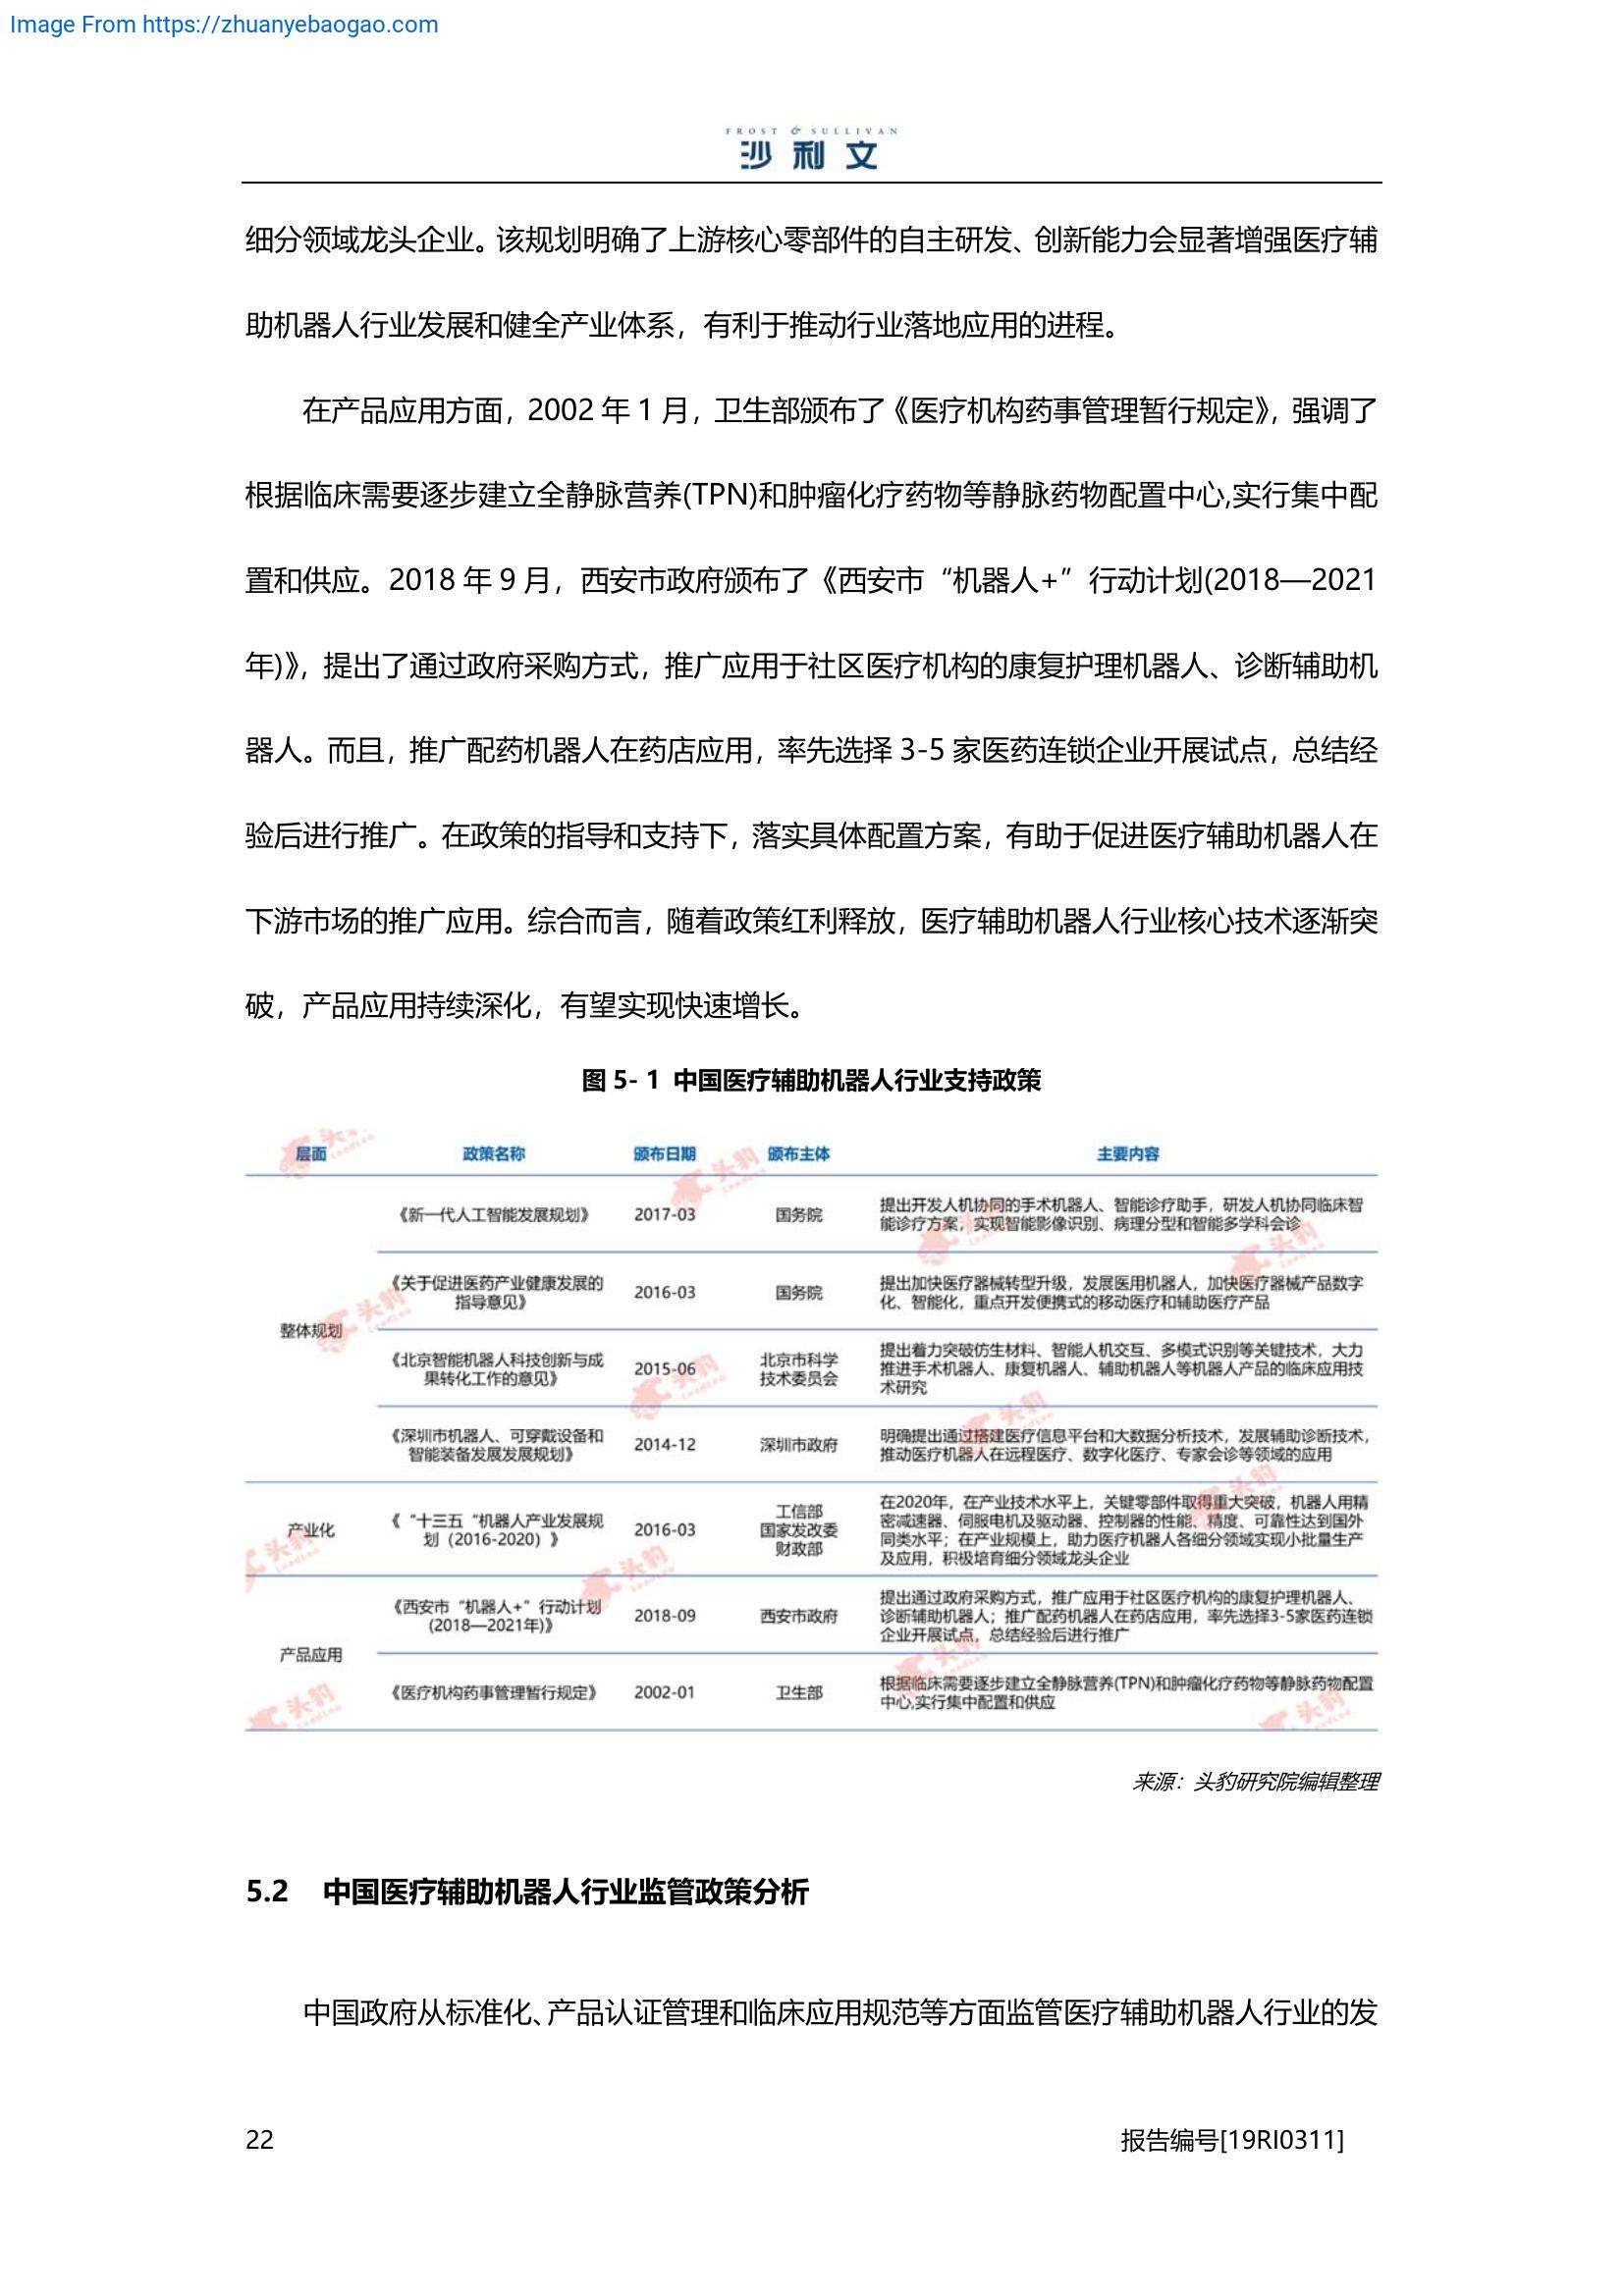 Image From https://zhuanyebaogao.com
FROST & SULLIVAN
沙利文
细分领域龙头企业。该规划明确了上游核心零部件的自主研发、创新能力会显著增强医疗辅
助机器人行业发展和健全产业体系，有利于推动行业落地应用的进程。
在产品应用方面，2002 年 1 月，卫生部颁布了《医疗机构药事管理暂行规定》，强调了
根据临床需要逐步建立全静脉营养(TPN)和肿瘤化疗药物等静脉药物配置中心,实行集中配
置和供应。2018 年 9 月，西安市政府颁布了《西安市“机器人+”行动计划(2018—2021
年)》，提出了通过政府采购方式，推广应用于社区医疗机构的康复护理机器人、诊断辅助机
器人。而且，推广配药机器人在药店应用，率先选择 3-5 家医药连锁企业开展试点，总结经
验后进行推广。在政策的指导和支持下，落实具体配置方案，有助于促进医疗辅助机器人在
下游市场的推广应用。综合而言，随着政策红利释放，医疗辅助机器人行业核心技术逐渐突
破，产品应用持续深化，有望实现快速增长。
图 5- 1 中国医疗辅助机器人行业支持政策
层面 政策名称 颁布日期 颁布主体 主要内容
整体规划
《新一代人工智能发展规划》 2017-03 国务院
提出开发人机协同的手术机器人、智能诊疗助手，研发人机协同临床智
能诊疗方案，实现智能影像识别、病理分型和智能多学科会诊
《关于促进医药产业健康发展的
指导意见》
2016-03 国务院
提出加快医疗器械转型升级，发展医用机器人，加快医疗器械产品数字
化、智能化，重点开发便携式的移动医疗和辅助医疗产品
《北京智能机器人科技创新与成
果转化工作的意见》
2015-06
北京市科学
技术委员会
提出着力突破仿生材料、智能人机交互、多模式识别等关键技术，大力
推进手术机器人、康复机器人、辅助机器人等机器人产品的临床应用技
术研究
《深圳市机器人、可穿戴设备和
智能装备发展发展规划》
2014-12 深圳市政府
明确提出通过搭建医疗信息平台和大数据分析技术，发展辅助诊断技术，
推动医疗机器人在远程医疗、数字化医疗、专家会诊等领域的应用
产业化
《“十三五“机器人产业发展规
划（2016-2020）》
2016-03
工信部
国家发改委
财政部
在2020年，在产业技术水平上，关键零部件取得重大突破，机器人用精
密减速器、伺服电机及驱动器、控制器的性能、精度、可靠性达到国外
同类水平；在产业规模上，助力医疗机器人各细分领域实现小批量生产
及应用，积极培育细分领域龙头企业
产品应用
《西安市“机器人+”行动计划
(2018—2021年)》
2018-09 西安市政府
提出通过政府采购方式，推广应用于社区医疗机构的康复护理机器人、
诊断辅助机器人；推广配药机器人在药店应用，率先选择3-5家医药连锁
企业开展试点，总结经验后进行推广
《医疗机构药事管理暂行规定》 2002-01 卫生部
根据临床需要逐步建立全静脉营养(TPN)和肿瘤化疗药物等静脉药物配置
中心,实行集中配置和供应
来源：头豹研究院编辑整理
5.2 中国医疗辅助机器人行业监管政策分析
中国政府从标准化、产品认证管理和临床应用规范等方面监管医疗辅助机器人行业的发
22 报告编号[19RI0311]